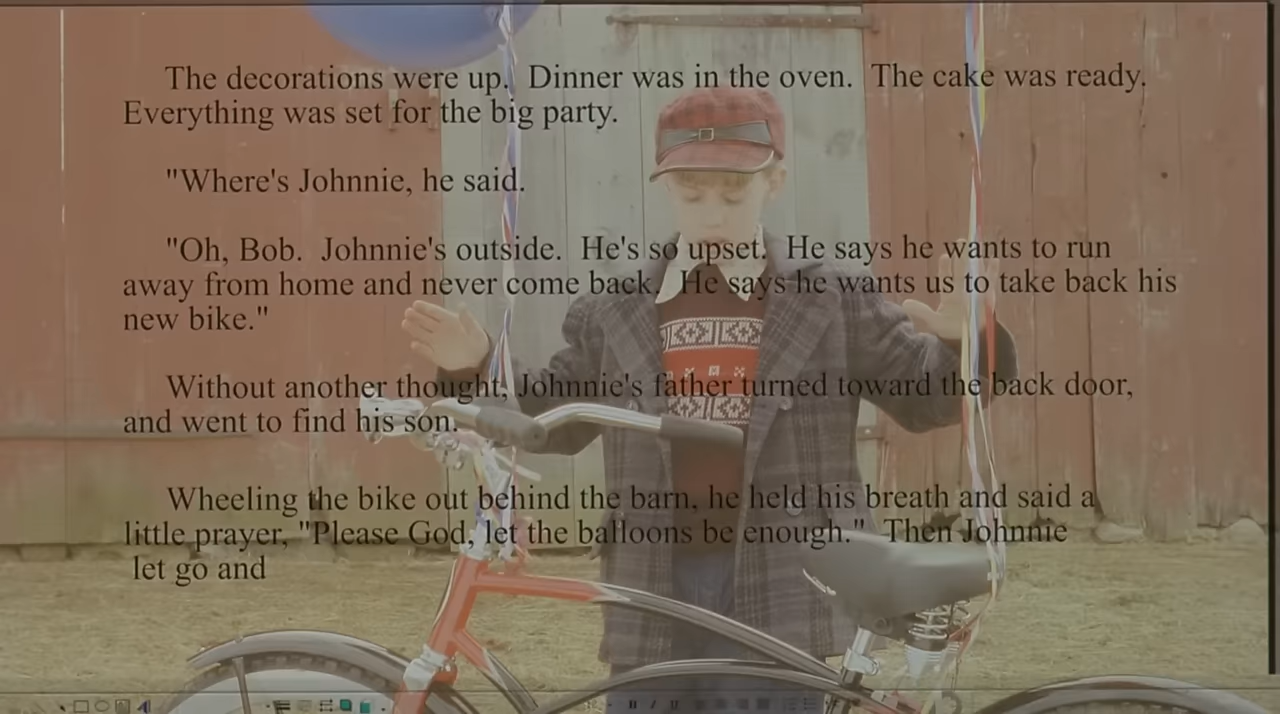 The decorations were up. Dinner was in the oven. The cake was ready.
Everything was set for the big party.
"Where's Johnnie, he said.
"Oh, Bob. Johnnie's outside. He's so upset. He says he wants to run
away from home and never come back. He says he wants us to take back his
new bike."
Without another thought, Johnnie's father turned toward the back door,
and went to find his son.
Wheeling the bike out behind the barn, he held his breath and said a
little prayer, "Please God, let the balloons be enough." Then Johnnie
let go and